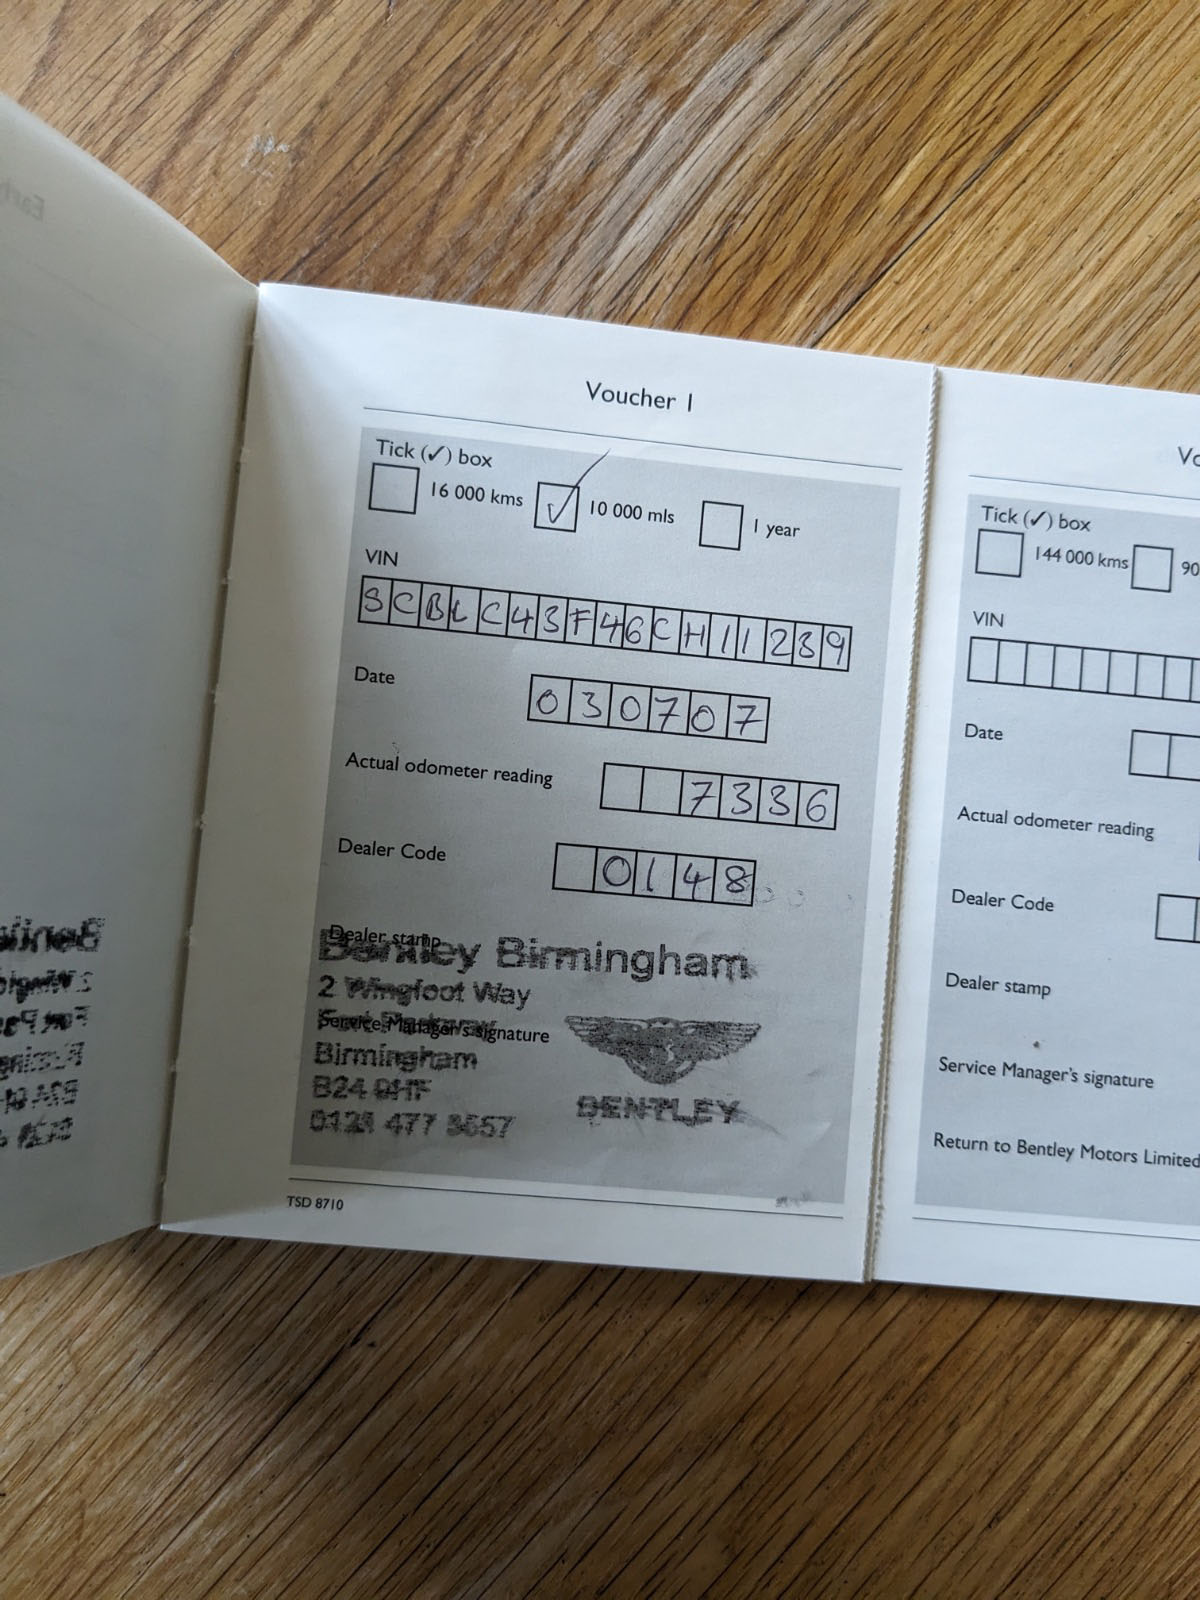 Voucher 1
Tick (✓) box
16 000 kms ✓ 10 000 mls 1 year
VIN
SCBLC43F46CH11239
Date
030707
Actual odometer reading
7336
Dealer Code
0148
Dealer stamp
Bentley Birmingham
2 Wingfoot Way
Service Manager's signature
Birmingham
B24 9HF
477
BENTLEY
TSD 8710
Tick (✓) box
144 000 kms 90
VIN
Date
Actual odometer reading
Dealer Code
Dealer stamp
Service Manager's signature
Return to Bentley Motors Limited